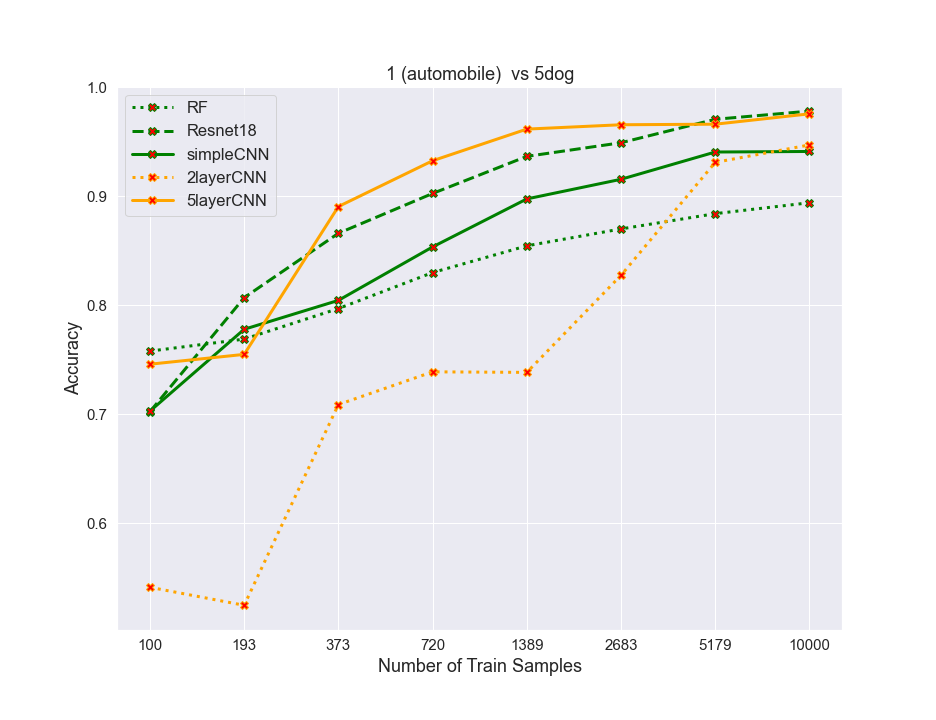 1 (automobile)  vs 5dog
1.0
0.9
0.8
0.7
0.6
Accuracy
RF
Resnet18
simpleCNN
2layerCNN
5layerCNN
100 193 373 720 1389 2683 5179 10000
Number of Train Samples